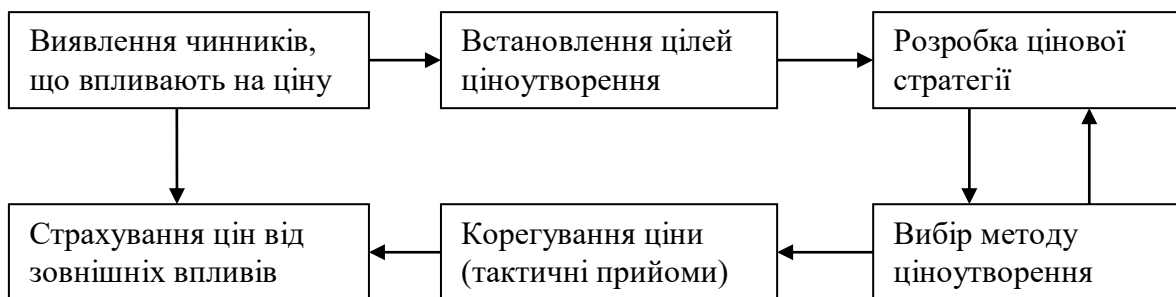 Виявлення чинників,
що впливають на ціну
Встановлення цілей
ціноутворення
Розробка цінової
стратегії
Страхування цін від
зовнішніх впливів
Корегування ціни
(тактичні прийоми)
Вибір методу
ціноутворення